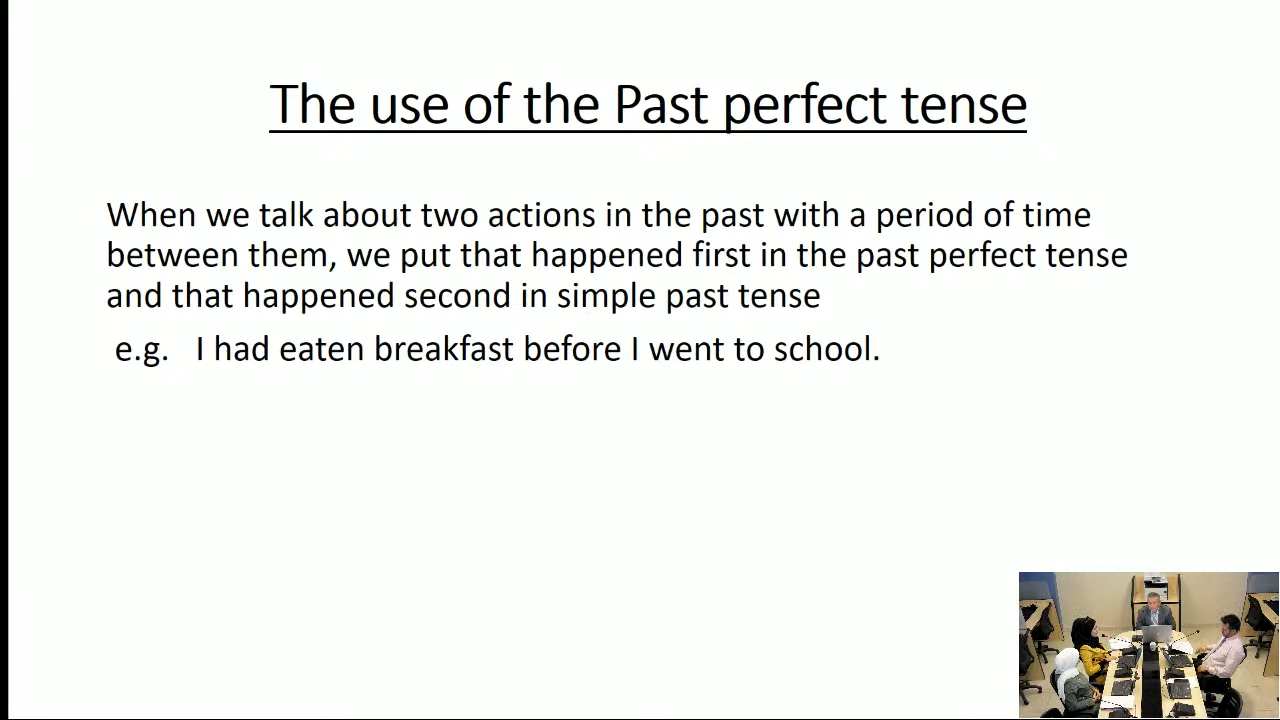 The use of the Past perfect tense
When we talk about two actions in the past with a period of time
between them, we put that happened first in the past perfect tense
and that happened second in simple past tense
e.g. I had eaten breakfast before I went to school.